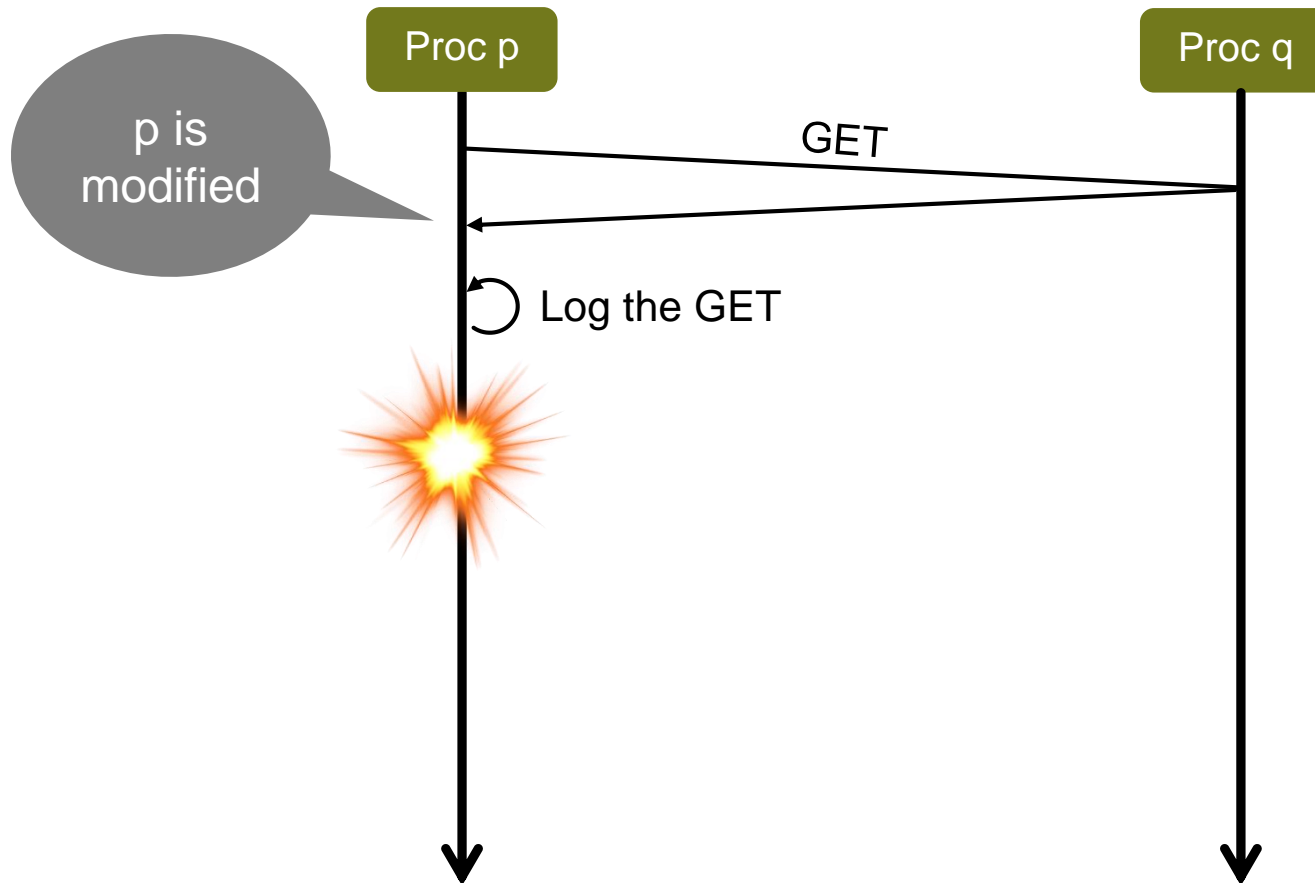 Proc p
Proc q
p is
modified
GET
Log the GET